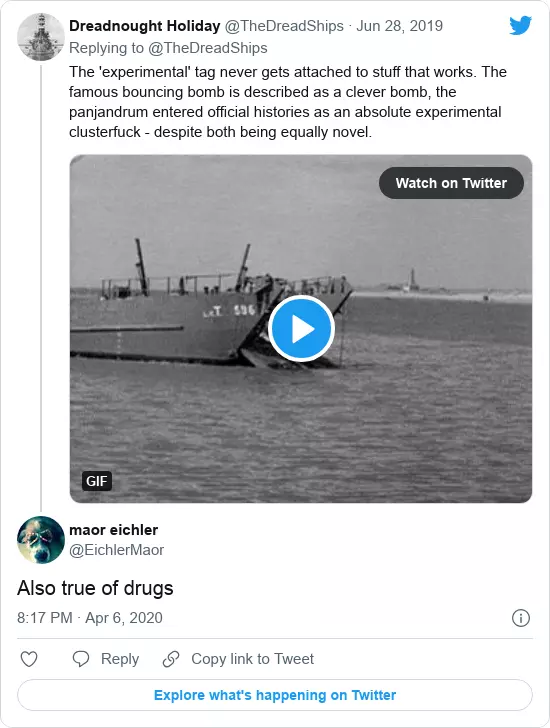 Dreadnought Holiday @TheDreadShips · Jun 28, 2019
Replying to @TheDreadShips
The 'experimental' tag never gets attached to stuff that works. The
famous bouncing bomb is described as a clever bomb, the
panjandrum entered official histories as an absolute experimental
clusterfuck - despite both being equally novel.
Watch on Twitter
LCT 596
GIF
maor eichler
@EichlerMaor
Also true of drugs
8:17 PM · Apr 6, 2020
Reply
Copy link to Tweet
Explore what's happening on Twitter